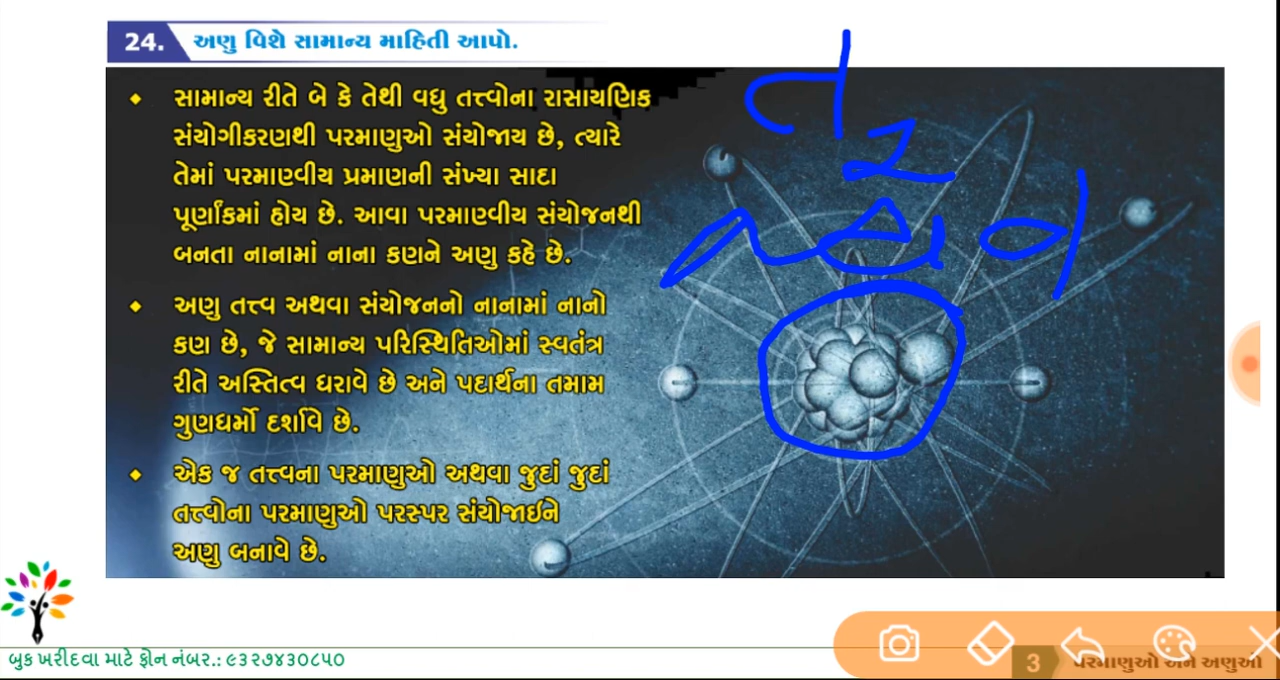 24. અણુ વિશે સામાન્ય માહિતી આપો.
◆ સામાન્ય રીતે બે કે તેથી વધુ તત્ત્વોના રાસાયણિક
સંયોગીકરણથી પરમાણુઓ સંયોજાય છે, ત્યારે
તેમાં પરમાણ્વીય પ્રમાણની સંખ્યા સાદા
પૂર્ણાંકમાં હોય છે. આવા પરમાણ્વીય સંયોજનથી
બનતા નાનામાં નાના કણને અણુ કહે છે.
◆ અણુ તત્ત્વ અથવા સંયોજનનો નાનામાં નાનો
કણ છે, જે સામાન્ય પરિસ્થિતિઓમાં સ્વતંત્ર
રીતે અસ્તિત્વ ધરાવે છે અને પદાર્થના તમામ
ગુણધર્મો દર્શાવે છે.
◆ એક જ તત્ત્વના પરમાણુઓ અથવા જુદાં જુદાં
તત્ત્વોના પરમાણુઓ પરસ્પર સંયોજાઈને
અણુ બનાવે છે.
બુક ખરીદવા માટે ફોન નંબર.: ૯૩૨૭૪૩૦૮૫૦
3 પરમાણુઓ અને અણુઓ